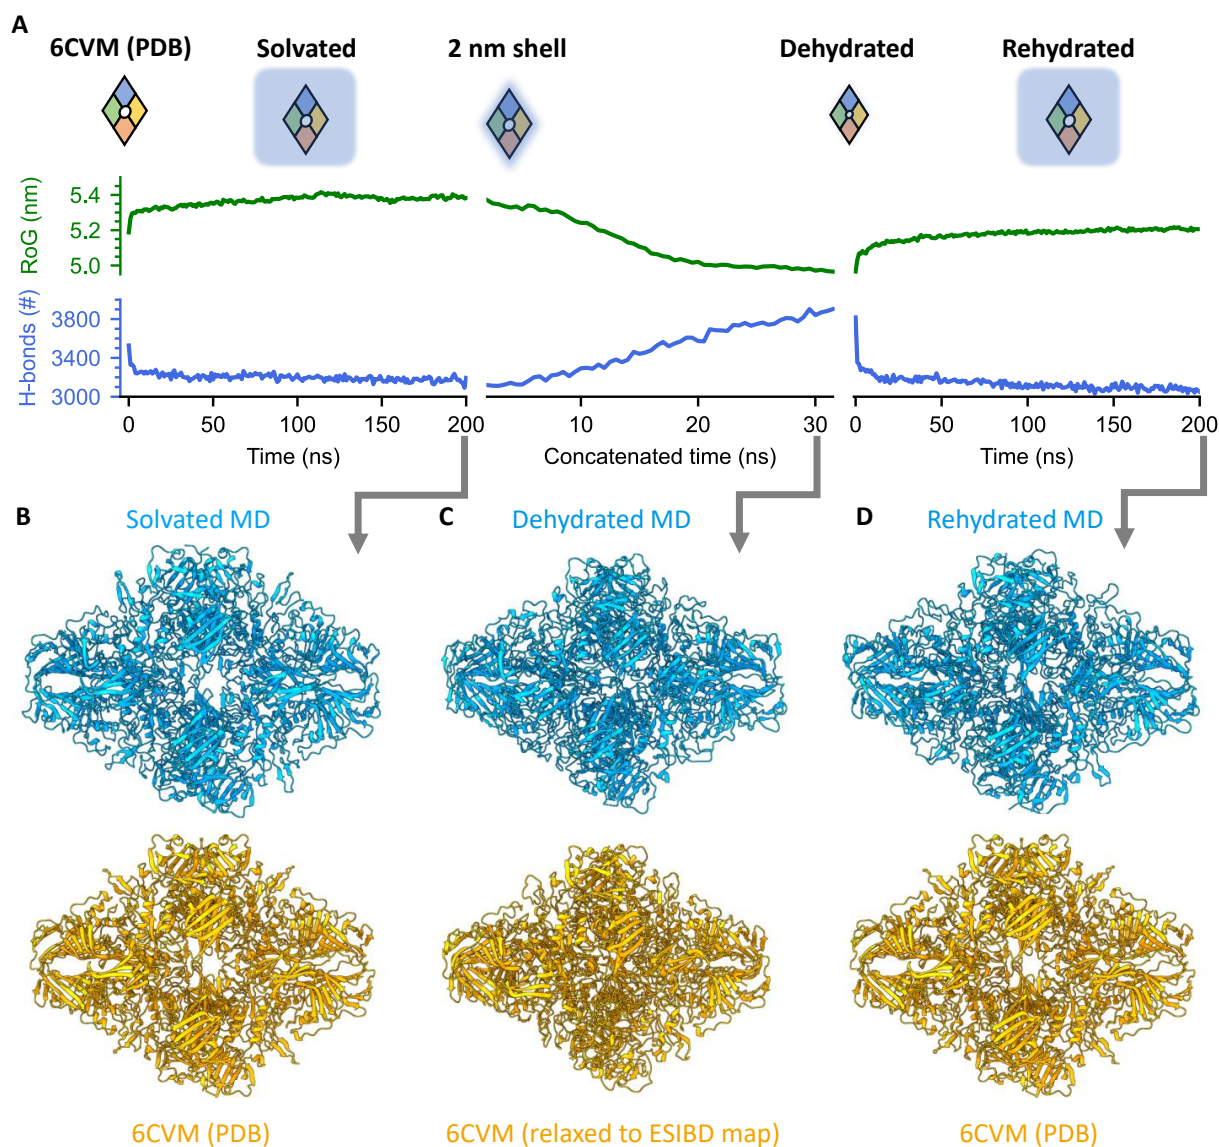 A
6CVM (PDB) Solvated 2 nm shell Dehydrated Rehydrated
RoG (nm)
5.4
5.2
5.0
H-bonds (#)
3800
3400
3000
0 50 100 150 200 10 20 30 0 50 100 150 200
Time (ns) Concatenated time (ns) Time (ns)
B Solvated MD C Dehydrated MD D Rehydrated MD
6CVM (PDB) 6CVM (relaxed to ESIBD map) 6CVM (PDB)